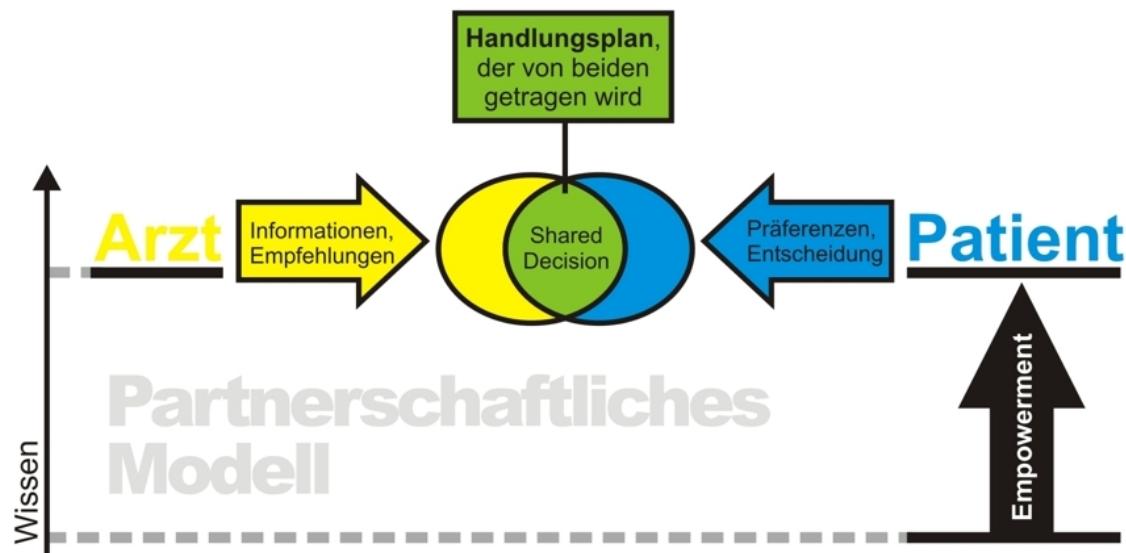 Handlungsplan,
der von beiden
getragen wird
Arzt
Informationen,
Empfehlungen
Shared
Decision
Präferenzen,
Entscheidung
Patient
Partnerschaftliches
Modell
Wissen
Empowerment